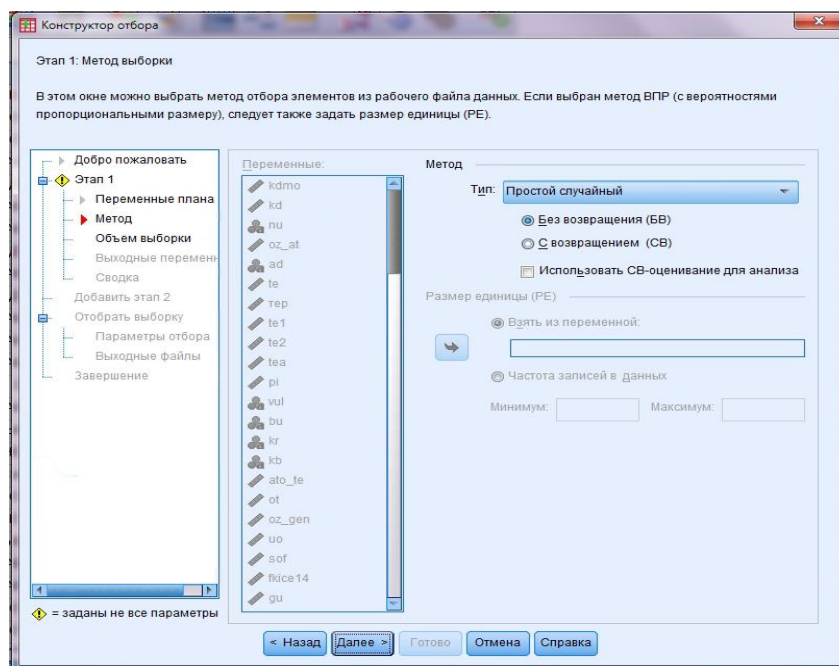 Конструктор отбора
Этап 1: Метод выборки
В этом окне можно выбрать метод отбора элементов из рабочего файла данных. Если выбран метод ВПР (с вероятностями
пропорциональными размеру), следует также задать размер единицы (РЕ).
Добро пожаловать
Этап 1
Переменные плана
Метод
Объем выборки
Выходные переменн
Сводка
Добавить этап 2
Отобрать выборку
Параметры отбора
Выходные файлы
Завершение
= заданы не все параметры
Переменные:
kdmo
kd
nu
oz_at
ad
te
тер
te1
te2
tea
pi
vul
bu
kr
kb
ato_te
ot
oz_gen
uo
sof
fkice14
gu
Метод
Тип: Простой случайный
Без возвращения (БВ)
С возвращением (СВ)
Использовать СВ-оценивание для анализа
Размер единицы (РЕ)
Взять из переменной:
Частота записей в данных
Минимум: Максимум:
< Назад Далее > Готово Отмена Справка